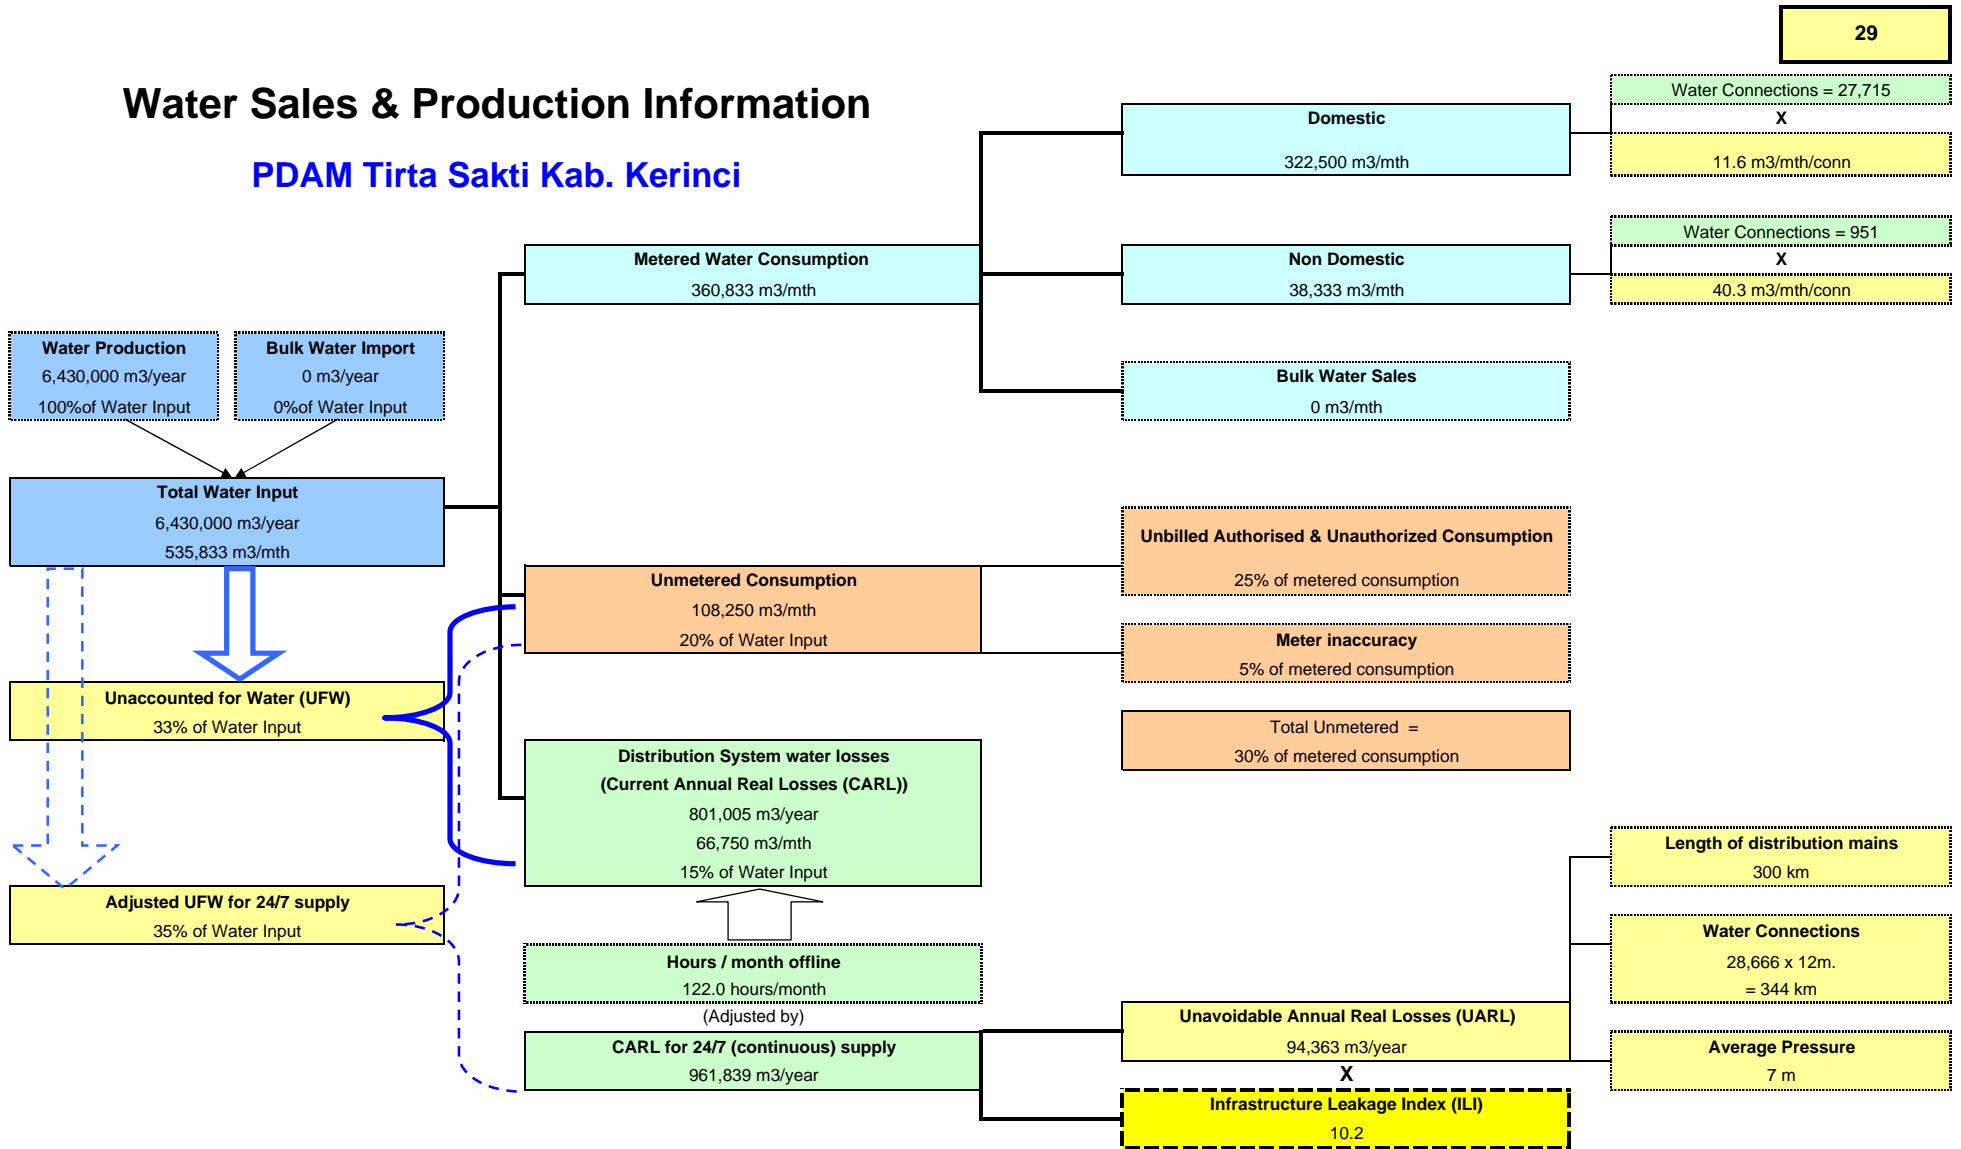 29
Water Sales & Production Information
PDAM Tirta Sakti Kab. Kerinci
Domestic
322,500 m3/mth
Water Connections = 27,715
X
11.6 m3/mth/conn
Metered Water Consumption
360,833 m3/mth
Non Domestic
38,333 m3/mth
Water Connections = 951
X
40.3 m3/mth/conn
Water Production
6,430,000 m3/year
100%of Water Input
Bulk Water Import
0 m3/year
0%of Water Input
Bulk Water Sales
0 m3/mth
Total Water Input
6,430,000 m3/year
535,833 m3/mth
Unbilled Authorised & Unauthorized Consumption
25% of metered consumption
Unmetered Consumption
108,250 m3/mth
20% of Water Input
Meter inaccuracy
5% of metered consumption
Unaccounted for Water (UFW)
33% of Water Input
Total Unmetered =
30% of metered consumption
Distribution System water losses
(Current Annual Real Losses (CARL))
801,005 m3/year
66,750 m3/mth
15% of Water Input
Adjusted UFW for 24/7 supply
35% of Water Input
Length of distribution mains
300 km
Hours / month offline
122.0 hours/month
(Adjusted by)
Water Connections
28,666 x 12m.
= 344 km
CARL for 24/7 (continuous) supply
961,839 m3/year
Unavoidable Annual Real Losses (UARL)
94,363 m3/year
X
Average Pressure
7 m
Infrastructure Leakage Index (ILI)
10.2